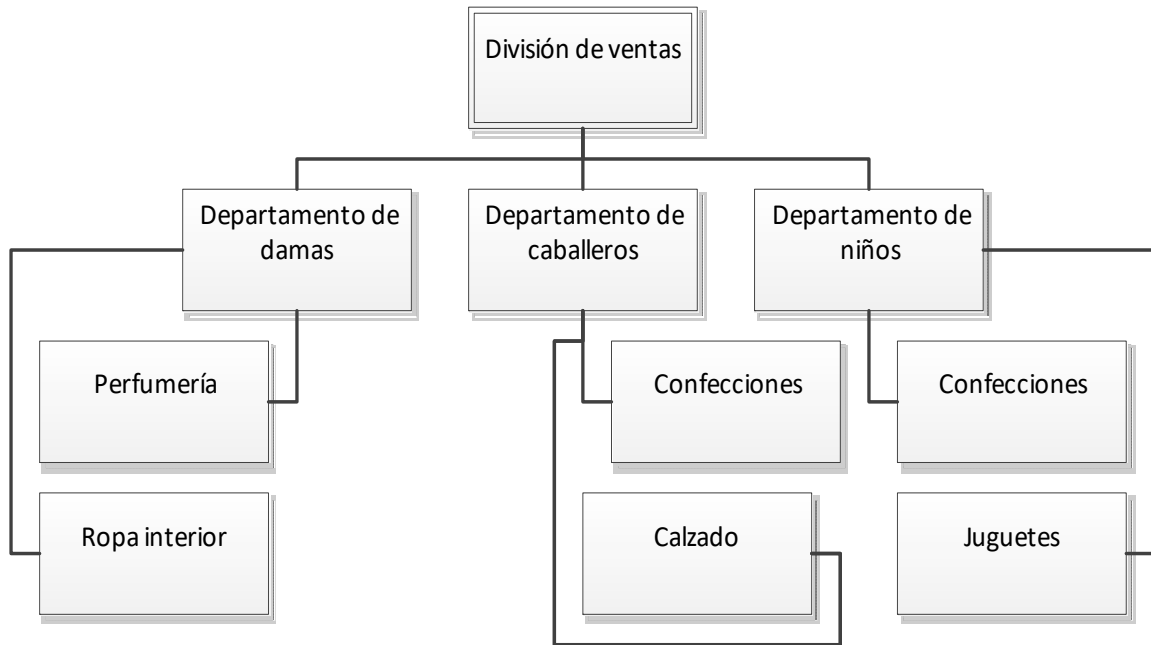 División de ventas
Departamento de
damas
Departamento de
caballeros
Departamento de
niños
Perfumería
Confecciones
Confecciones
Ropa interior
Calzado
Juguetes